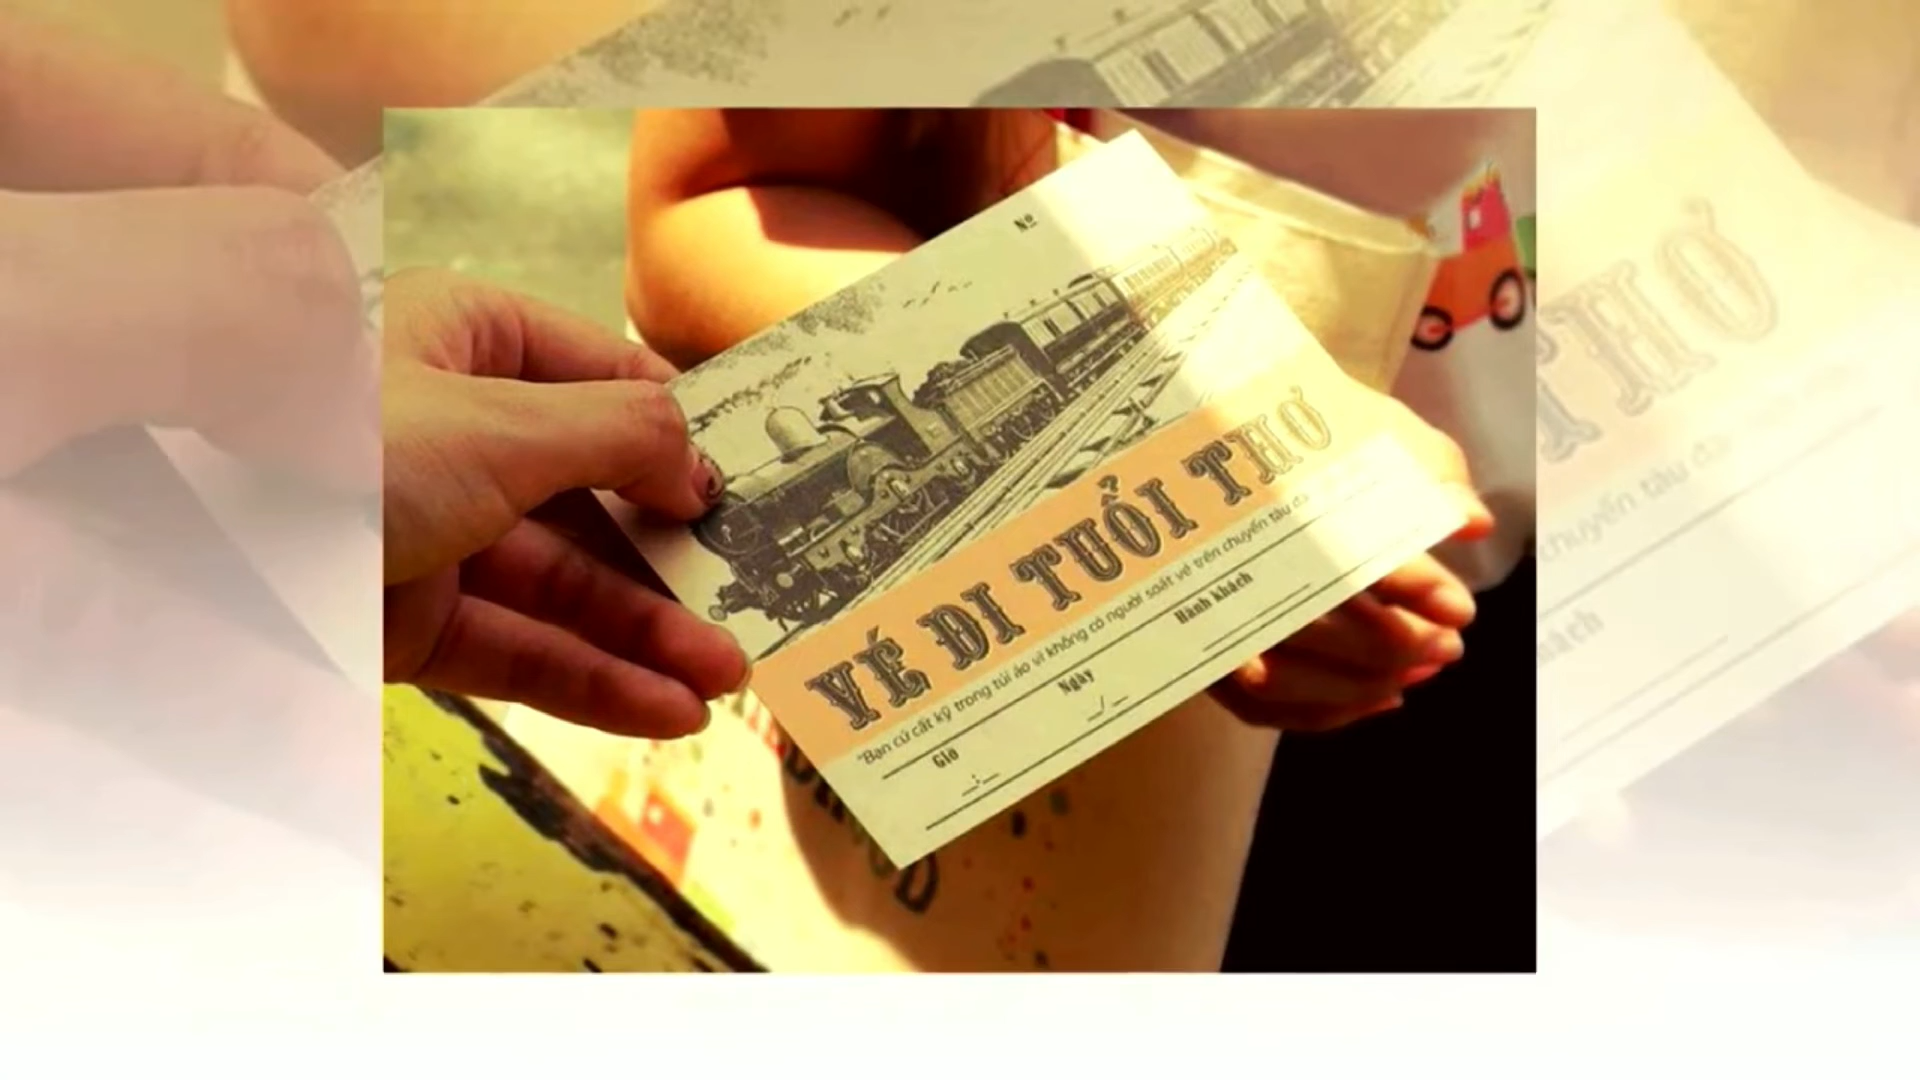 Nº
VÉ ĐI TUỔI THƠ
"Bạn cứ cất kỹ trong túi áo vì không có người soát vé trên chuyến tàu
Giờ
Ngày
Hành khách
_:_
_/_